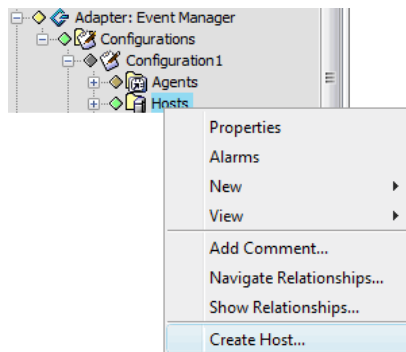 Adapter: Event Manager
Configurations
Configuration1
Agents
Hosts
Properties
Alarms
New
View
Add Comment...
Navigate Relationships...
Show Relationships...
Create Host...